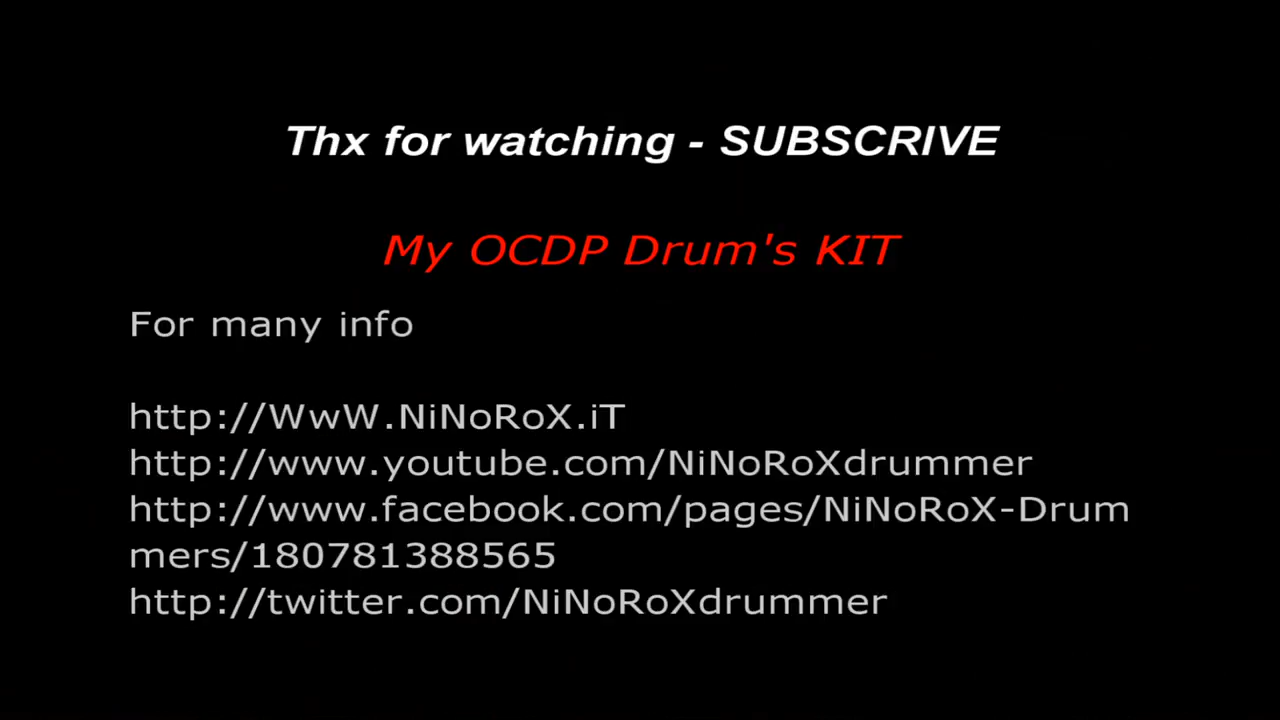 Thx for watching - SUBSCRIVE
My OCDP Drum's KIT
For many info
http://WwW.NiNoRoX.iT
http://www.youtube.com/NiNoRoXdrummer
http://www.facebook.com/pages/NiNoRoX-Drum
mers/180781388565
http://twitter.com/NiNoRoXdrummer